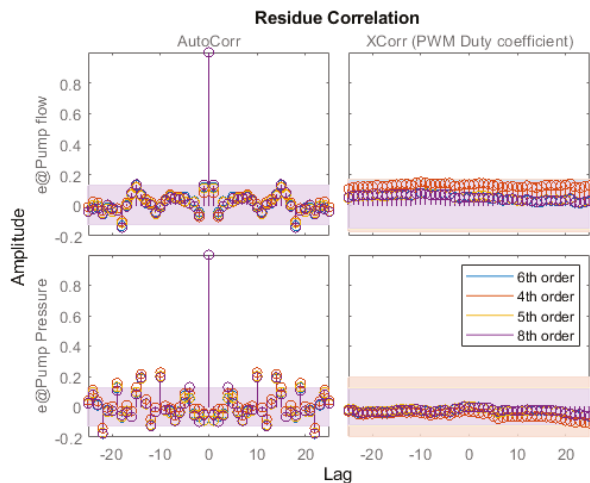 Residue Correlation
AutoCorr
XCorr (PWM Duty coefficient)
Amplitude
e@Pump flow
0.8
0.6
0.4
0.2
0
-0.2
e@Pump Pressure
0.8
0.6
0.4
0.2
0
-0.2
6th order
4th order
5th order
8th order
-20
-10
0
10
20
-20
-10
0
10
20
Lag